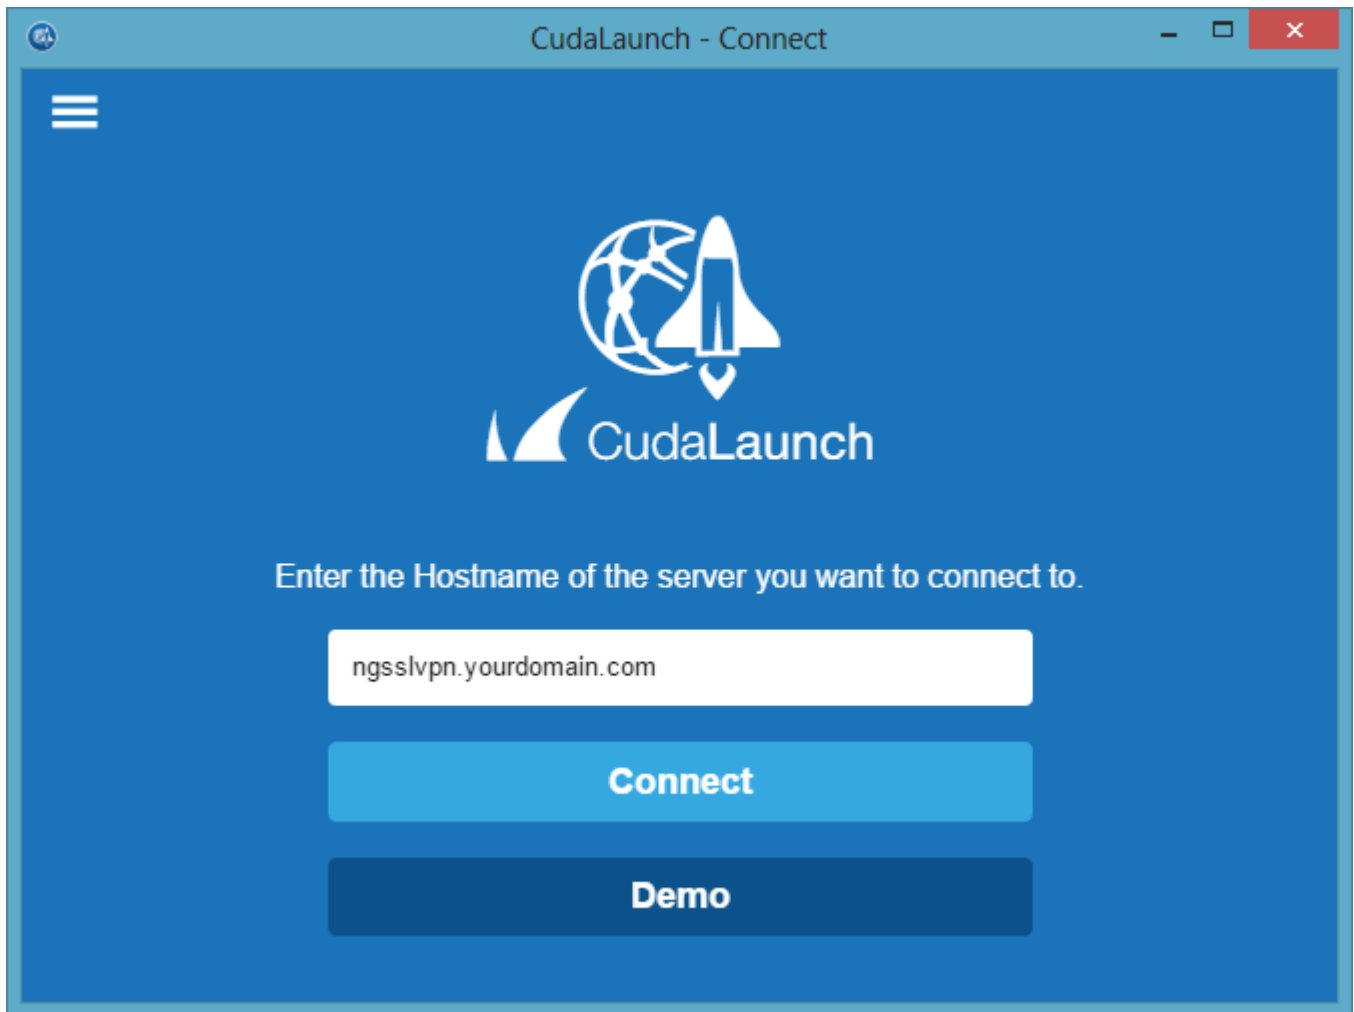 CudaLaunch - Connect
CudaLaunch
Enter the Hostname of the server you want to connect to.
ngsslvpn.yourdomain.com
Connect
Demo